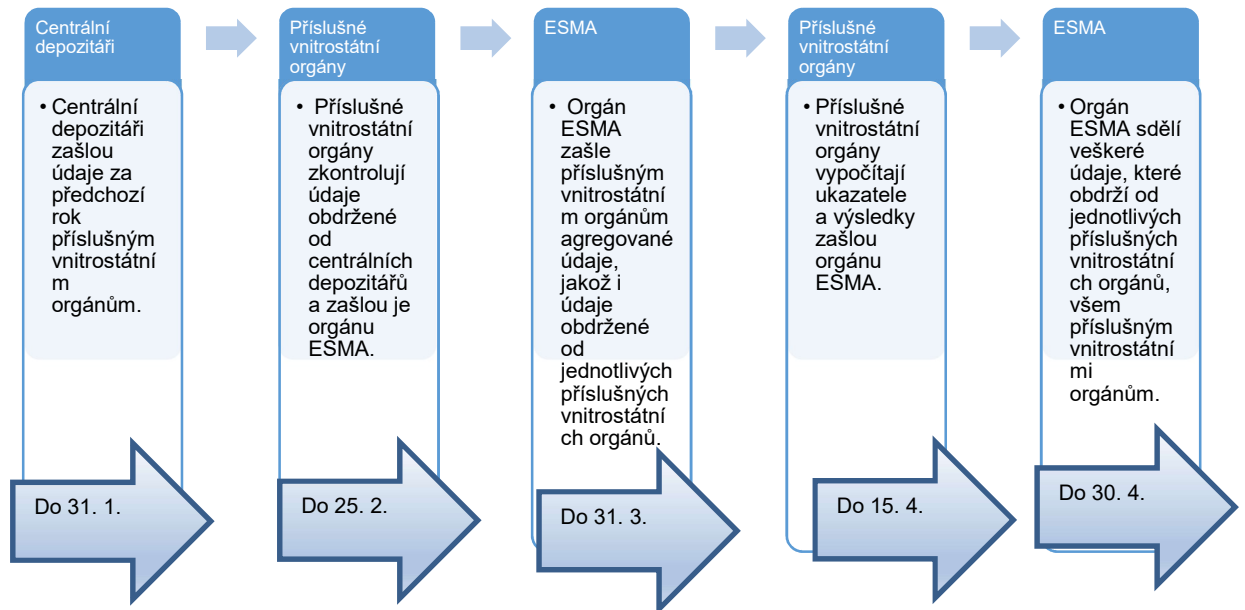 Centrální
depozitáři
• Centrální
depozitáři
zašlou
údaje za
předchozí
rok
příslušným
vnitrostátní
m
orgánům.
Do 31. 1.
Příslušné
vnitrostátní
orgány
• Příslušné
vnitrostátní
orgány
zkontrolují
údaje
obdržené
od
centrálních
depozitářů
a zašlou je
orgánu
ESMA.
Do 25. 2.
ESMA
• Orgán
ESMA
zašle
příslušným
vnitrostátní
m orgánům
agregované
údaje,
jakož i
údaje
obdržené
od
jednotlivých
příslušných
vnitrostátní
ch orgánů.
Do 31. 3.
Příslušné
vnitrostátní
orgány
• Příslušné
vnitrostátní
orgány
vypočítají
ukazatele
a výsledky
zašlou
orgánu
ESMA.
Do 15. 4.
ESMA
• Orgán
ESMA sdělí
veškeré
údaje, které
obdrží od
jednotlivých
příslušných
vnitrostátní
ch orgánů,
všem
příslušným
vnitrostátní
mi
orgánům.
Do 30. 4.